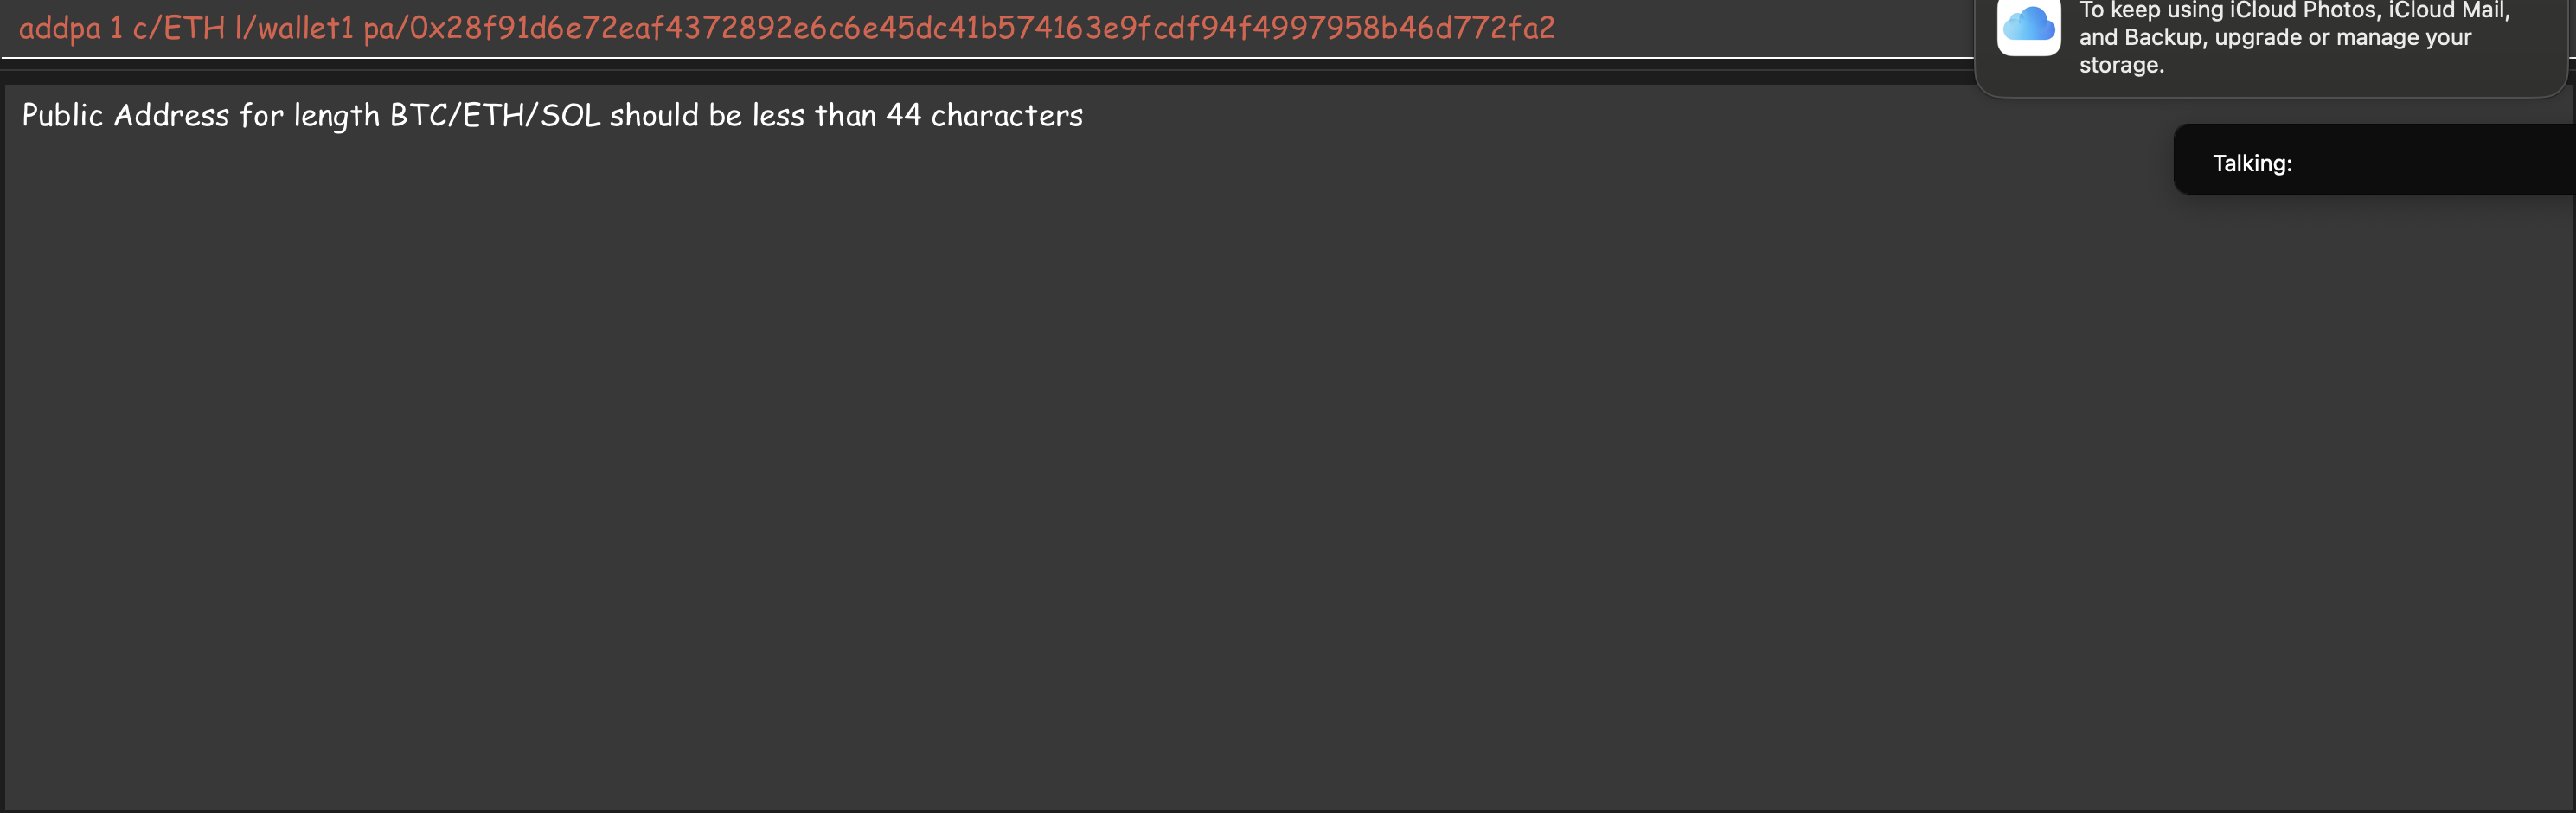 addpa 1 c/ETH l/wallet1 pa/0x28f91d6e72eaf4372892e6c6e45dc41b574163e9fcdf94f4997958b46d772fa2
To keep using iCloud Photos, iCloud Mail,
and Backup, upgrade or manage your
storage.
Public Address for length BTC/ETH/SOL should be less than 44 characters
Talking: